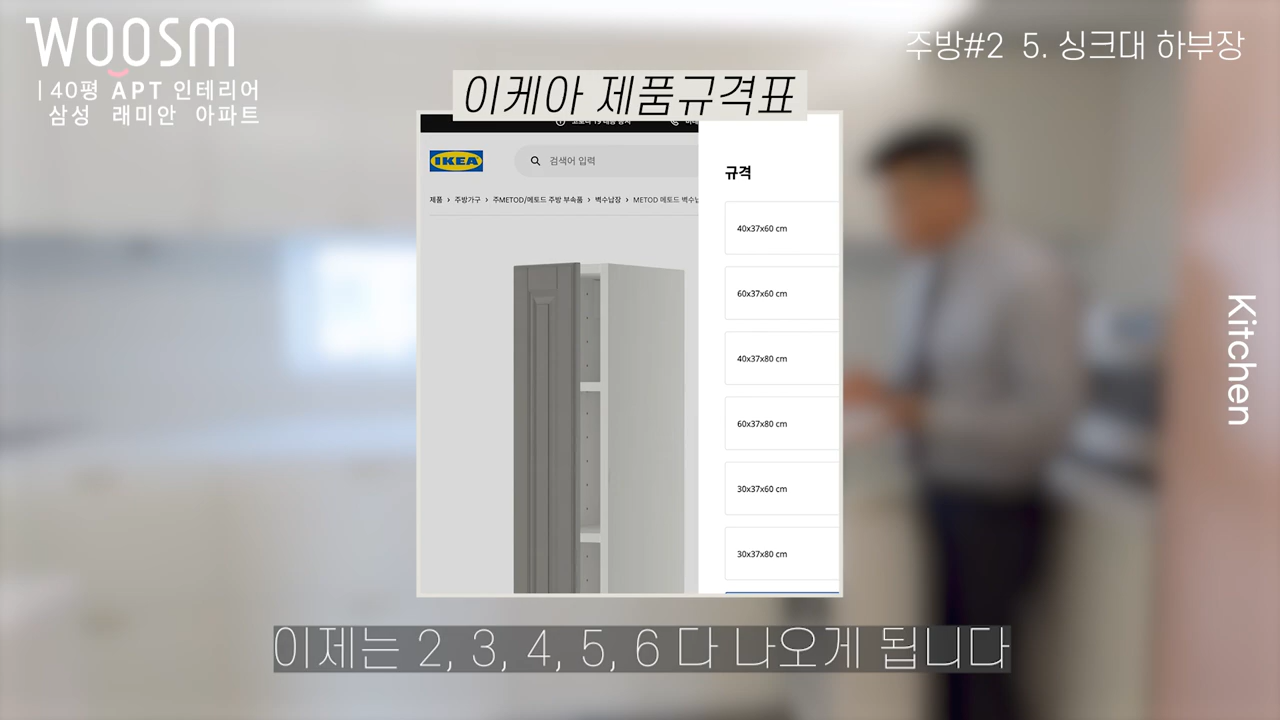 WOOSM
| 40평 APT 인테리어
삼성 래미안 아파트
주방#2 5. 싱크대 하부장
이케아 제품규격표
IKEA
검색어 입력
제품 › 주방가구 › 주METOD/메토드 주방 부속품 › 벽수납장 › METOD 메토드 벽수납
규격
40x37x60 cm
60x37x60 cm
40x37x80 cm
60x37x80 cm
30x37x60 cm
30x37x80 cm
Kitchen
이제는 2, 3, 4, 5, 6 다 나오게 됩니다